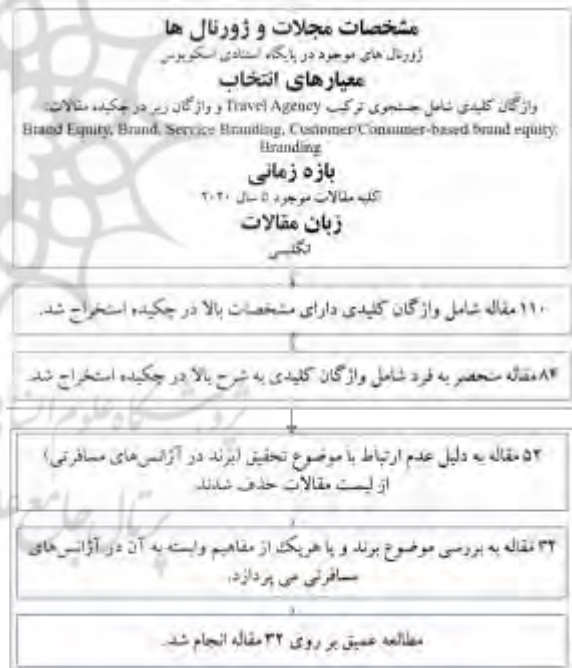 مشخصات مجلات و ژورنال ها
ژورنال های موجود در پایگاه استنادی اسکوپوس
معیارهای انتخاب
واژگان کلیدی شامل جستجوی ترکیب Travel Agency و واژگان زیر در چکیده مقالات:
Brand Equity, Brand, Service Branding, Customer/Consumer-based brand equity,
Branding
بازه زمانی
کلیه مقالات موجود تا سال ۲۰۲۰
زبان مقالات
انگلیسی
۱۱۰ مقاله شامل واژگان کلیدی دارای مشخصات بالا در چکیده استخراج شد.
۸۴ مقاله منحصر به فرد شامل واژگان کلیدی به شرح بالا در چکیده استخراج شد.
۵۲ مقاله به دلیل عدم ارتباط با موضوع تحقیق (برند در آژانس های مسافرتی)
از لیست مقالات حذف شدند.
۳۲ مقاله به بررسی موضوع برند و یا هریک از مفاهیم وابسته به آن در آژانس های
مسافرتی می پردازد.
مطالعه عمیق بر روی ۳۲ مقاله انجام شد.
پژوهشگاه علوم انسانی
پرتال جامع علوم